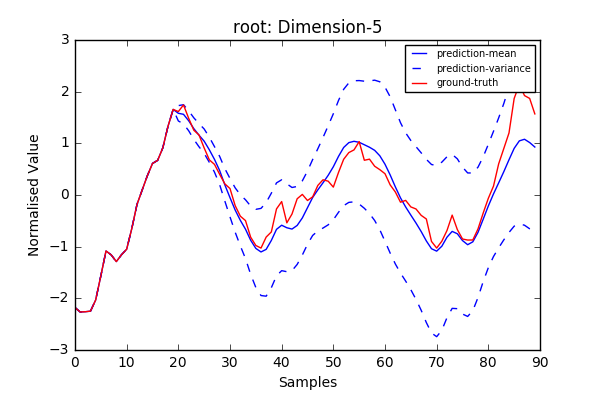 root: Dimension-5
Normalised Value
3
2
1
0
−1
−2
−3
prediction-mean
prediction-variance
ground-truth
0 10 20 30 40 50 60 70 80 90
Samples